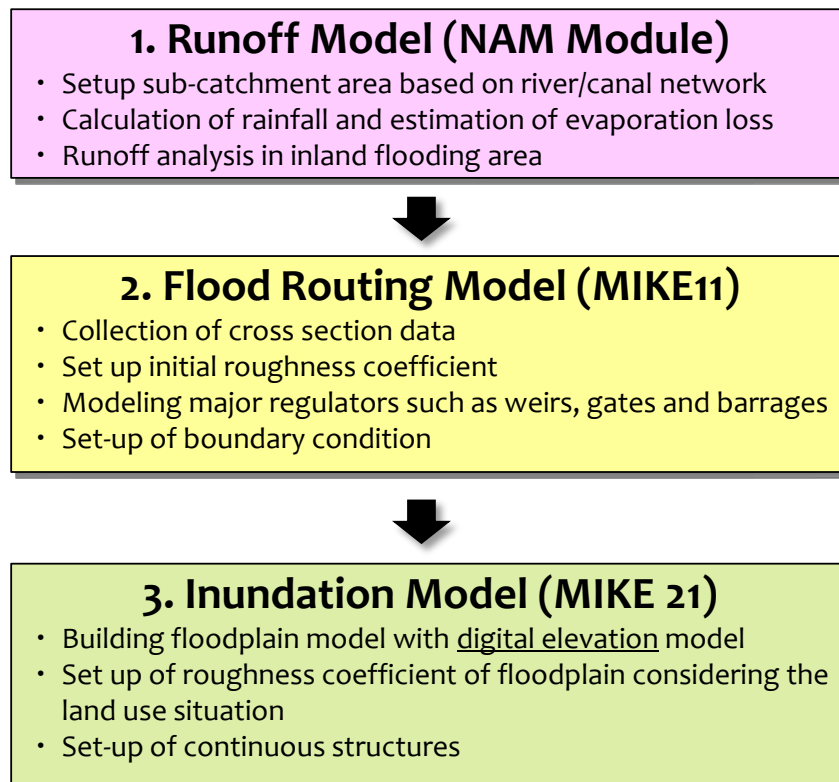 1. Runoff Model (NAM Module)
・ Setup sub-catchment area based on river/canal network
・ Calculation of rainfall and estimation of evaporation loss
・ Runoff analysis in inland flooding area
2. Flood Routing Model (MIKE11)
・ Collection of cross section data
・ Set up initial roughness coefficient
・ Modeling major regulators such as weirs, gates and barrages
・ Set-up of boundary condition
3. Inundation Model (MIKE 21)
・ Building floodplain model with digital elevation model
・ Set up of roughness coefficient of floodplain considering the
land use situation
・ Set-up of continuous structures